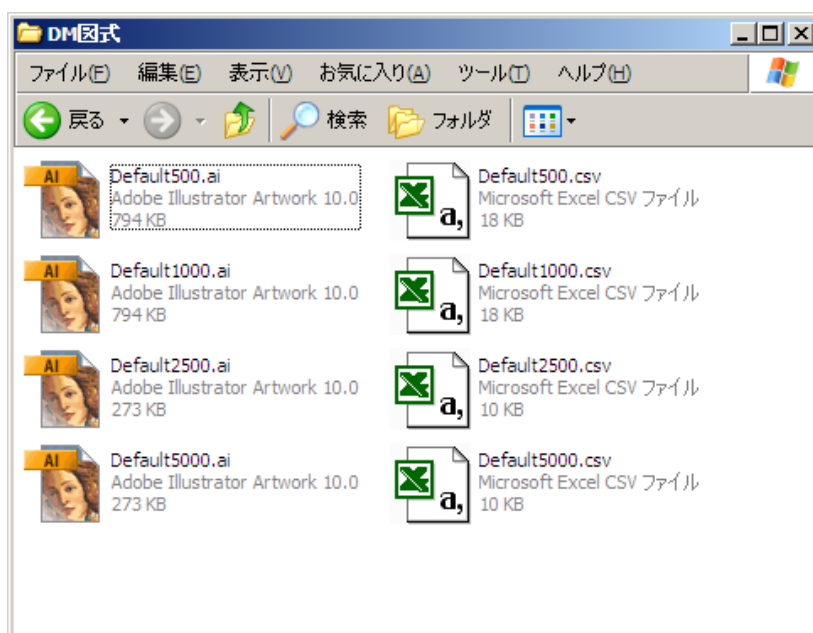 DM図式
ファイル(F) 編集(E) 表示(V) お気に入り(A) ツール(T) ヘルプ(H)
戻る 検索 フォルダ
AI
Default500.ai
Adobe Illustrator Artwork 10.0
794 KB
a,
Default500.csv
Microsoft Excel CSV ファイル
18 KB
AI
Default1000.ai
Adobe Illustrator Artwork 10.0
794 KB
a,
Default1000.csv
Microsoft Excel CSV ファイル
18 KB
AI
Default2500.ai
Adobe Illustrator Artwork 10.0
273 KB
a,
Default2500.csv
Microsoft Excel CSV ファイル
10 KB
AI
Default5000.ai
Adobe Illustrator Artwork 10.0
273 KB
a,
Default5000.csv
Microsoft Excel CSV ファイル
10 KB